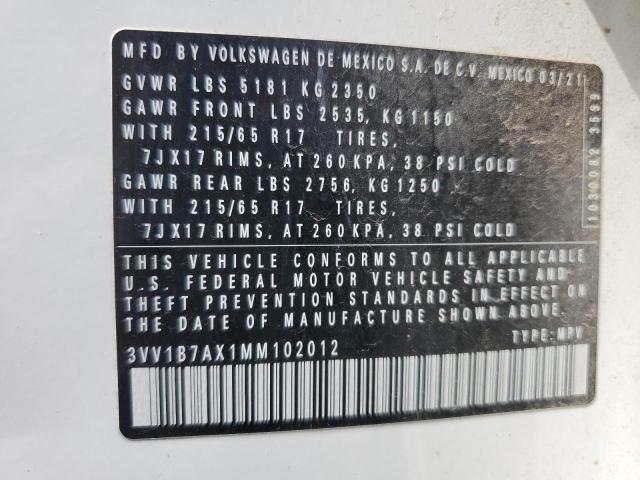 MFD BY VOLKSWAGEN DE MEXICO S.A. DE C.V. MEXICO 03/21
GVWR LBS 5181 KG 2350
GAWR FRONT LBS 2535, KG 1150
WITH 215/65 R17 TIRES,
7JX17 RIMS, AT 260 KPA, 38 PSI COLD
GAWR REAR LBS 2756, KG 1250
WITH 215/65 R17 TIRES,
7JX17 RIMS, AT 260 KPA, 38 PSI COLD
THIS VEHICLE CONFORMS TO ALL APPLICABLE
U.S. FEDERAL MOTOR VEHICLE SAFETY AND
THEFT PREVENTION STANDARDS IN EFFECT ON
THE DATE OF MANUFACTURE SHOWN ABOVE.
TYPE:MPV
3VV1B7AX1MM102012
1030082 3599